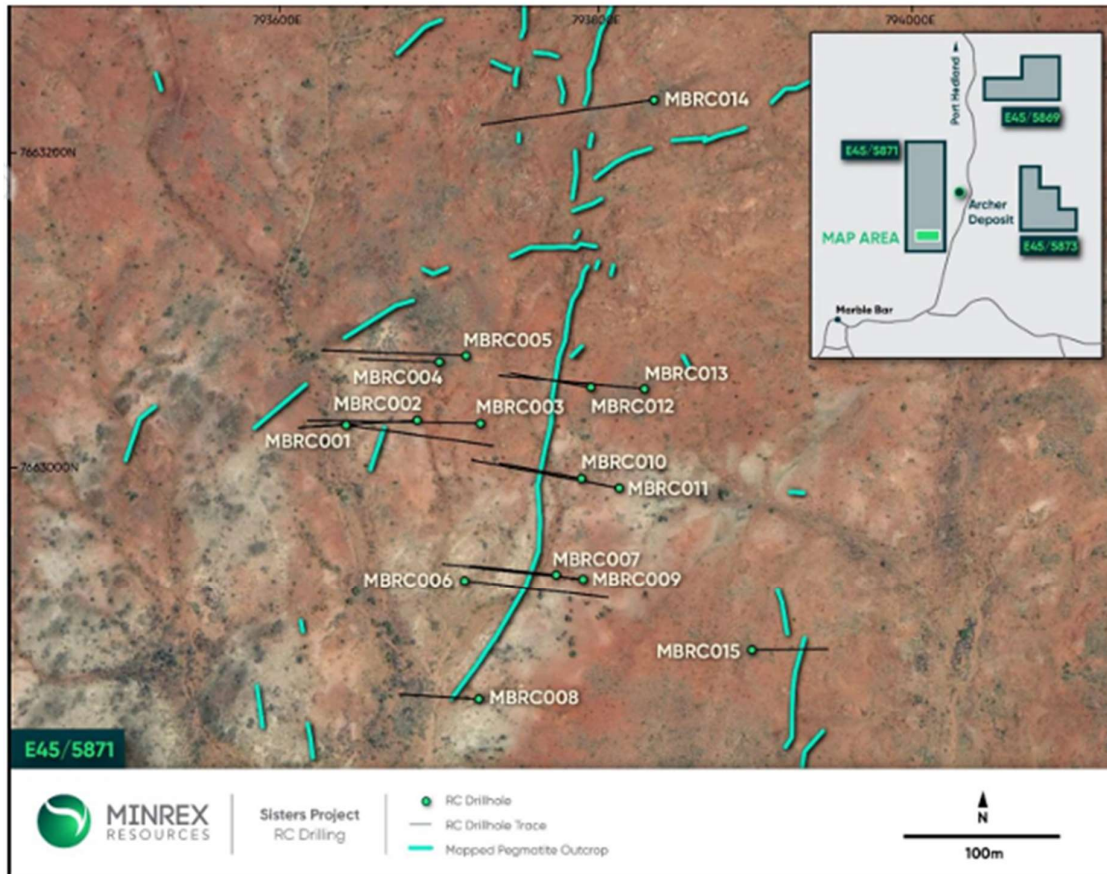 793600E
793800E
794000E
7663200N
7663000N
MBRC014
MBRC005
MBRC004
MBRC002
MBRC003
MBRC001
MBRC013
MBRC012
MBRC010
MBRC011
MBRC007
MBRC006
MBRC009
MBRC015
MBRC008
Port Hedland
E45/5869
E45/5871
Archer
Deposit
MAP AREA
E45/5873
Marble Bar
E45/5871
MINREX
RESOURCES
Sisters Project
RC Drilling
RC Drillhole
RC Drillhole Trace
Mapped Pegmatite Outcrop
N
100m